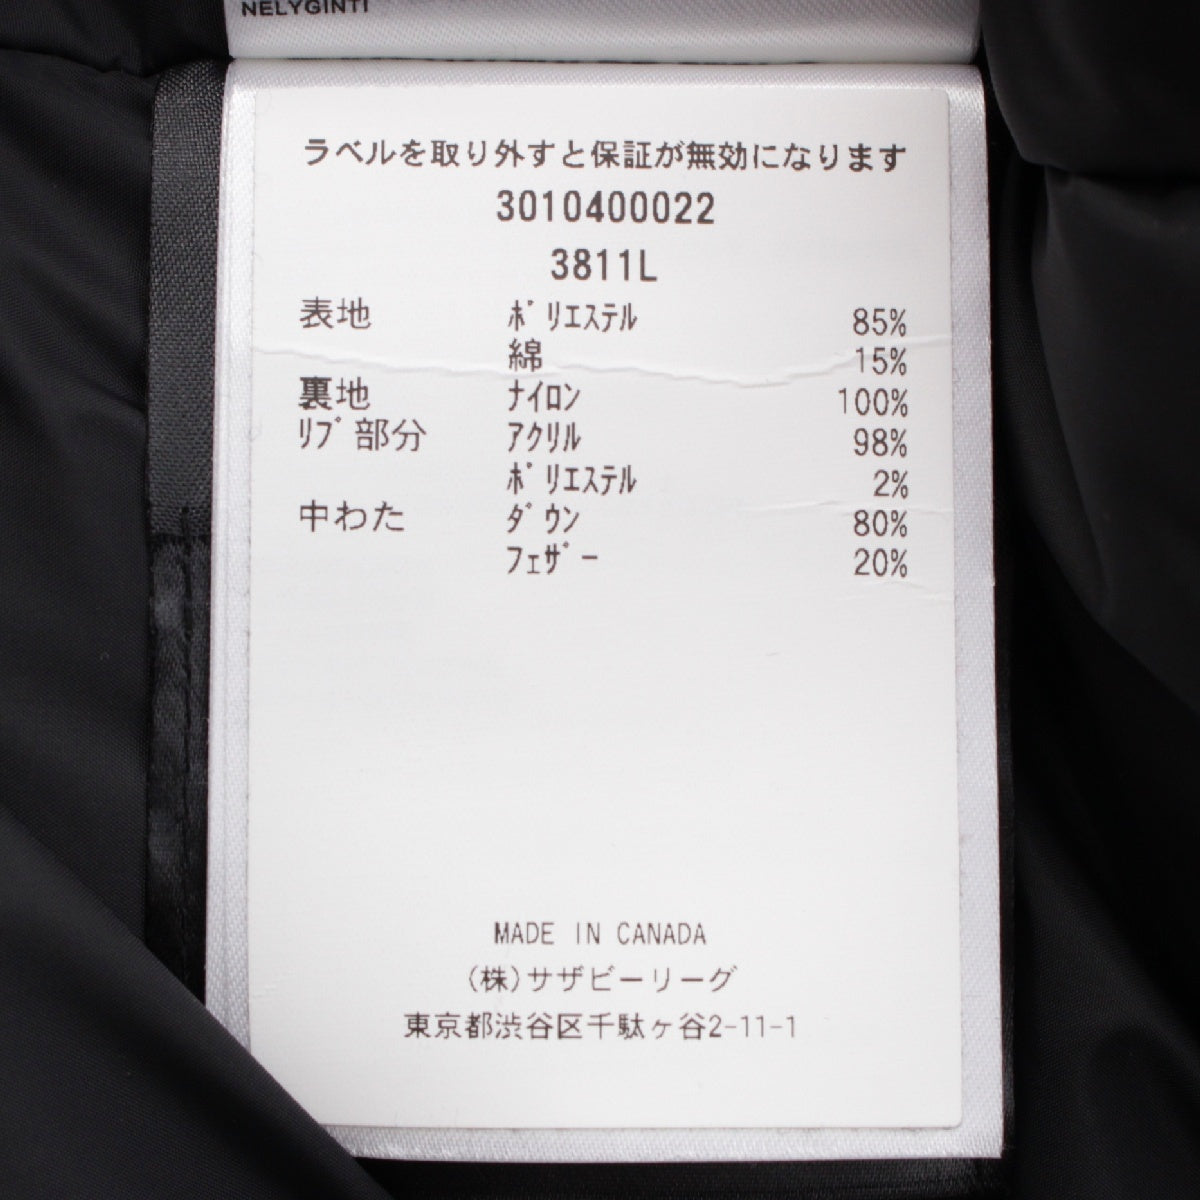 NELYGINTI
ラベルを取り外すと保証が無効になります
3010400022
3811L
表地 ﾎﾟﾘｴｽﾃﾙ 85%
綿 15%
裏地 ﾅｲﾛﾝ 100%
ﾘﾌﾞ部分 ｱｸﾘﾙ 98%
ﾎﾟﾘｴｽﾃﾙ 2%
中わた ﾀﾞｳﾝ 80%
ﾌｪｻﾞｰ 20%
MADE IN CANADA
(株)サザビーリーグ
東京都渋谷区千駄ヶ谷2-11-1